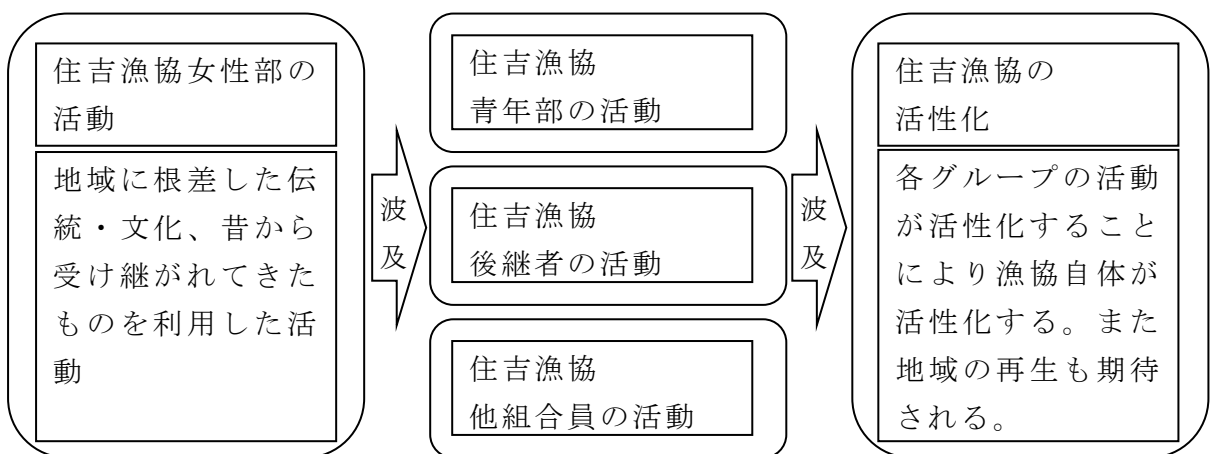 住吉漁協女性部の
活動
地域に根差した伝
統・文化、昔から
受け継がれてきた
ものを利用した活
動
波
及
住吉漁協
青年部の活動
住吉漁協
後継者の活動
住吉漁協
他組合員の活動
波
及
住吉漁協の
活性化
各グループの活動
が活性化すること
により漁協自体が
活性化する。また
地域の再生も期待
される。